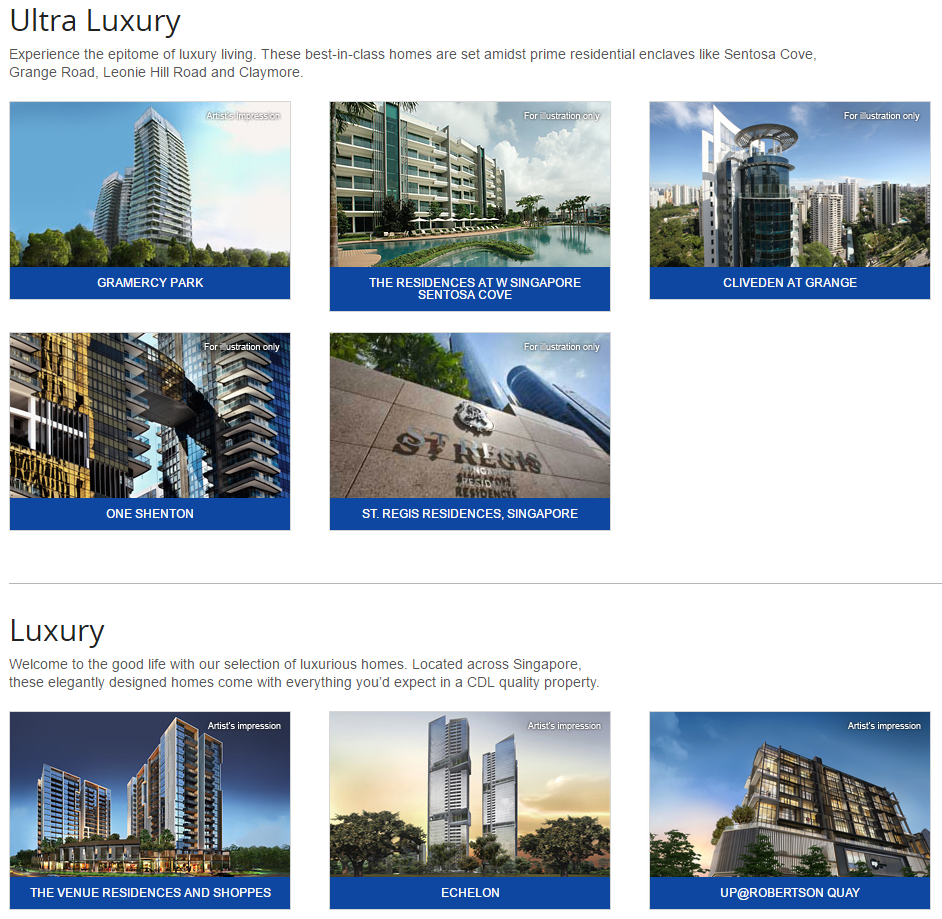 Ultra Luxury
Experience the epitome of luxury living. These best-in-class homes are set amidst prime residential enclaves like Sentosa Cove,
Grange Road, Leonie Hill Road and Claymore.
Artist's Impression
For illustration only
For illustration only
GRAMERCY PARK
THE RESIDENCES AT W SINGAPORE
SENTOSA COVE
CLIVEDEN AT GRANGE
For illustration only
For illustration only
ST REGIS
SINGAPORE
RESIDENCES
ONE SHENTON
ST. REGIS RESIDENCES, SINGAPORE
Luxury
Welcome to the good life with our selection of luxurious homes. Located across Singapore,
these elegantly designed homes come with everything you’d expect in a CDL quality property.
Artist's impression
Artist's impression
Artist's impression
THE VENUE RESIDENCES AND SHOPPES
ECHELON
UP@ROBERTSON QUAY